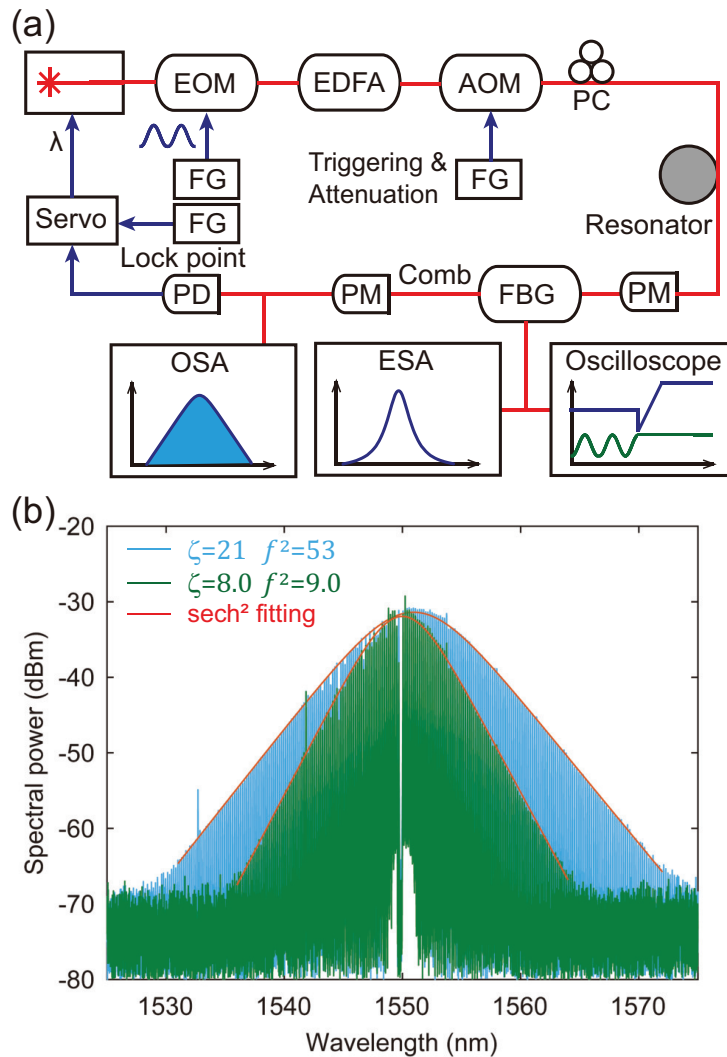 (a)
EOM
EDFA
AOM
PC
λ
FG
Triggering &
Attenuation
FG
Servo
FG
Resonator
Lock point
PD
PM
Comb
FBG
PM
OSA
ESA
Oscilloscope
(b)
ζ=21 f²=53
ζ=8.0 f²=9.0
sech² fitting
Spectral power (dBm)
-20
-30
-40
-50
-60
-70
-80
1530
1540
1550
1560
1570
Wavelength (nm)